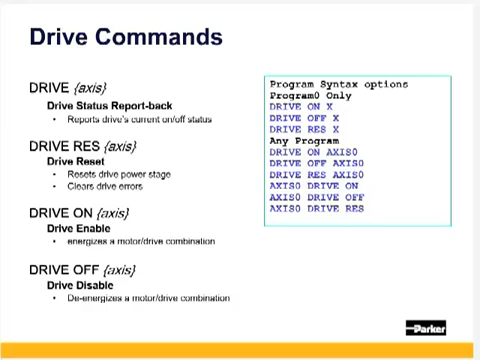 Drive Commands
DRIVE {axis}
Drive Status Report-back
• Reports drive's current on/off status
DRIVE RES {axis}
Drive Reset
• Resets drive power stage
• Clears drive errors
DRIVE ON {axis}
Drive Enable
• energizes a motor/drive combination
DRIVE OFF {axis}
Drive Disable
• De-energizes a motor/drive combination
Program Syntax options
Program0 Only
DRIVE ON X
DRIVE OFF X
DRIVE RES X
Any Program
DRIVE ON AXIS0
DRIVE OFF AXIS0
DRIVE RES AXIS0
AXIS0 DRIVE ON
AXIS0 DRIVE OFF
AXIS0 DRIVE RES
Parker